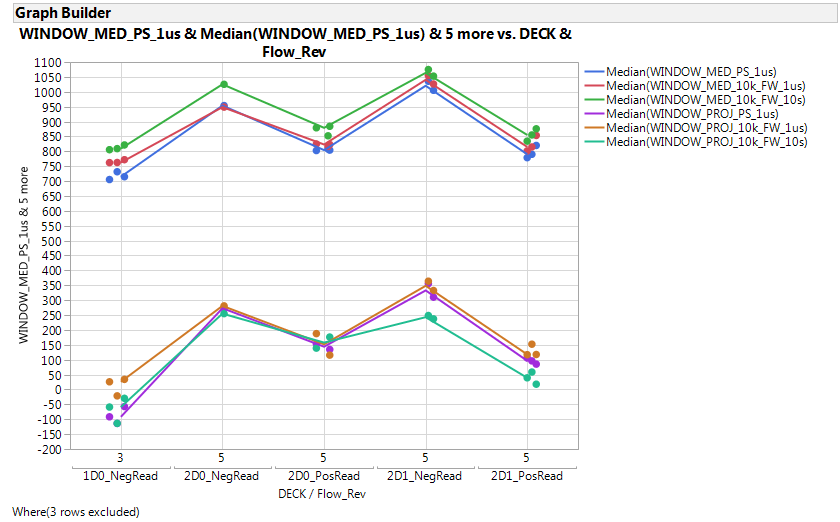 Graph Builder
WINDOW_MED_PS_1us & Median(WINDOW_MED_PS_1us) & 5 more vs. DECK &
Flow_Rev
WINDOW_MED_PS_1us & 5 more
1100
1050
1000
950
900
850
800
750
700
650
600
550
500
450
400
350
300
250
200
150
100
50
0
-50
-100
-150
-200
3 5 5 5 5
1D0_NegRead 2D0_NegRead 2D0_PosRead 2D1_NegRead 2D1_PosRead
DECK / Flow_Rev
Median(WINDOW_MED_PS_1us)
Median(WINDOW_MED_10k_FW_1us)
Median(WINDOW_MED_10k_FW_10s)
Median(WINDOW_PROJ_PS_1us)
Median(WINDOW_PROJ_10k_FW_1us)
Median(WINDOW_PROJ_10k_FW_10s)
Where(3 rows excluded)